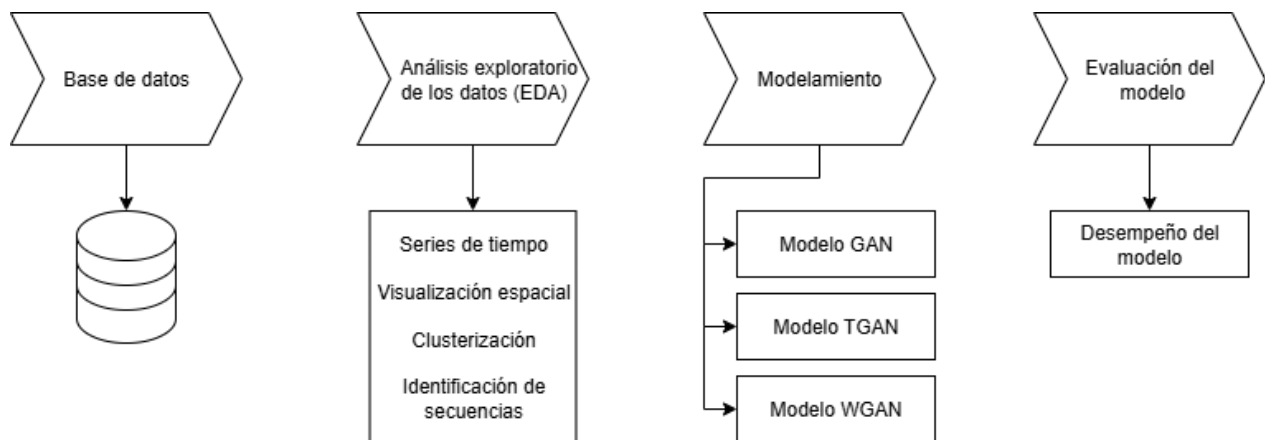 Base de datos
Análisis exploratorio
de los datos (EDA)
Modelamiento
Evaluación del
modelo
Series de tiempo
Visualización espacial
Clusterización
Identificación de
secuencias
Modelo GAN
Modelo TGAN
Modelo WGAN
Desempeño del
modelo